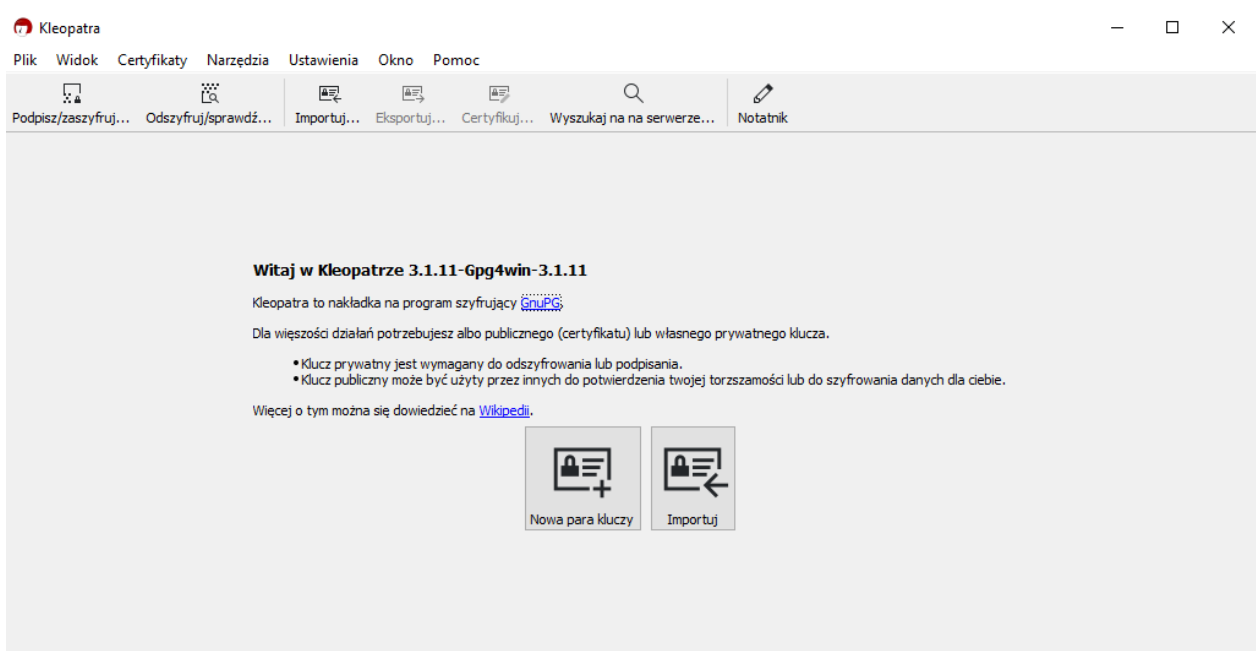 Kleopatra
Plik Widok Certyfikaty Narzędzia Ustawienia Okno Pomoc
Podpisz/zaszyfruj... Odszyfruj/sprawdź... Importuj... Eksportuj... Certyfikuj... Wyszukaj na na serwerze... Notatnik
Witaj w Kleopatrze 3.1.11-Gpg4win-3.1.11
Kleopatra to nakładka na program szyfrujący GnuPG.
Dla więszości działań potrzebujesz albo publicznego (certyfikatu) lub własnego prywatnego klucza.
• Klucz prywatny jest wymagany do odszyfrowania lub podpisania.
• Klucz publiczny może być użyty przez innych do potwierdzenia twojej torzszamości lub do szyfrowania danych dla ciebie.
Więcej o tym można się dowiedzieć na Wikipedii.
Nowa para kluczy Importuj